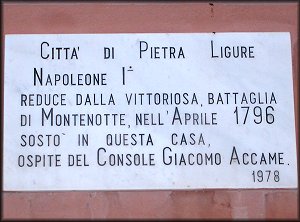 CITTA' DI PIETRA LIGURE
NAPOLEONE Iº
REDUCE DALLA VITTORIOSA, BATTAGLIA
DI MONTENOTTE, NELL'APRILE 1796
SOSTO' IN QUESTA CASA,
OSPITE DEL CONSOLE GIACOMO ACCAME.
1978